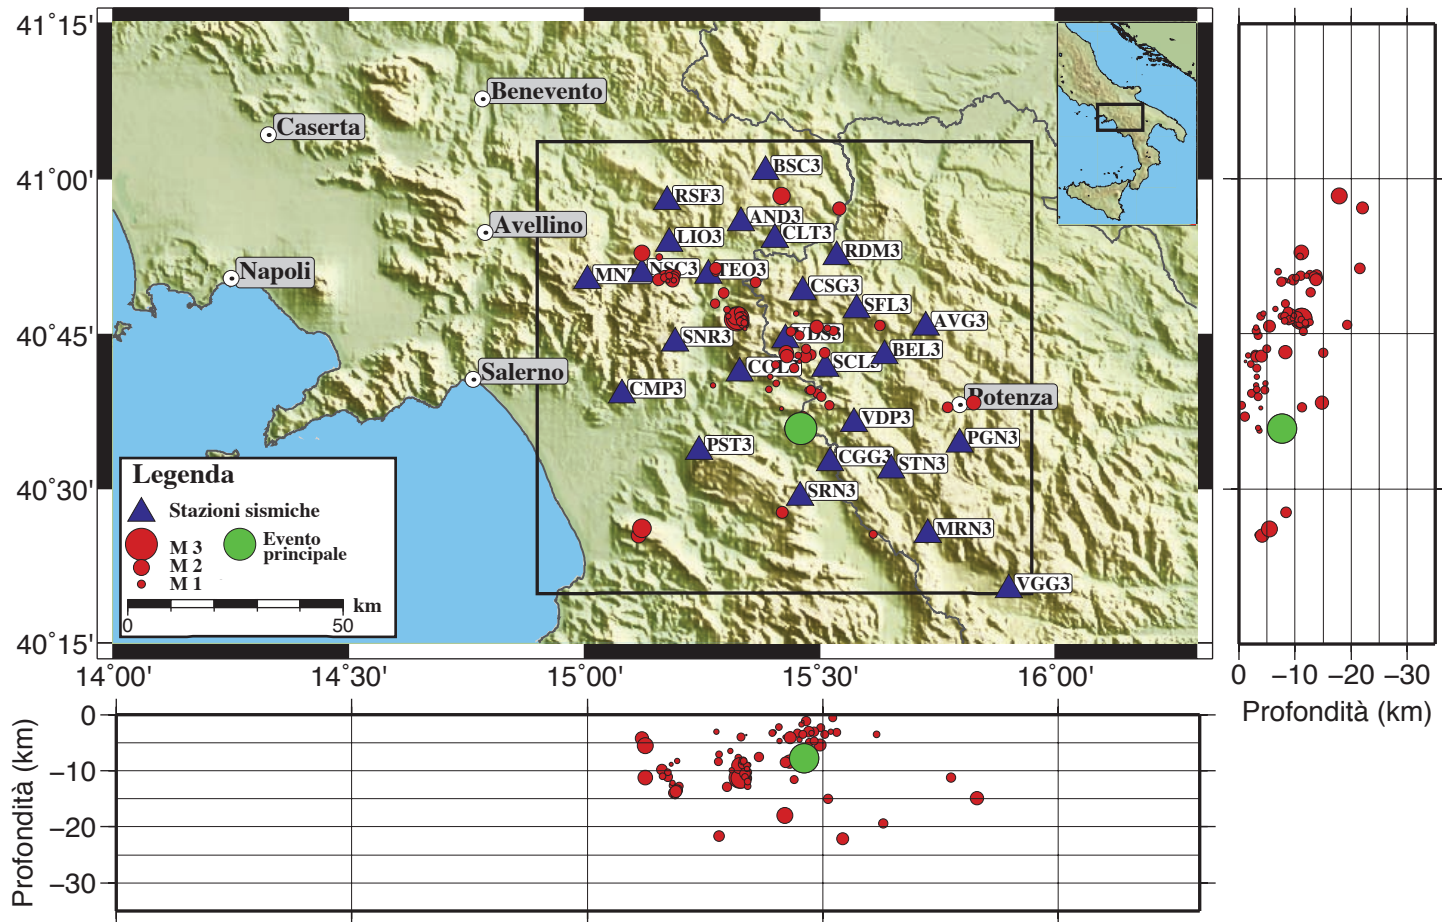 41°15'
41°00'
40°45'
40°30'
40°15'
14°00'
14°30'
15°00'
15°30'
16°00'
Benevento
Caserta
Avellino
Napoli
Salerno
Potenza
BSC3
RSF3
AND3
LIO3
CLT3
RDM3
NSC3
TEO3
CSG3
SFL3
AVG3
SNR3
BEL3
CMP3
VDP3
PST3
PGN3
CGG3
STN3
SRN3
MRN3
VGG3
Legenda
Stazioni sismiche
M 3
M 2
M 1
Evento
principale
km
0 50
0 −10 −20 −30
Profondità (km)
Profondità (km)
0
−10
−20
−30